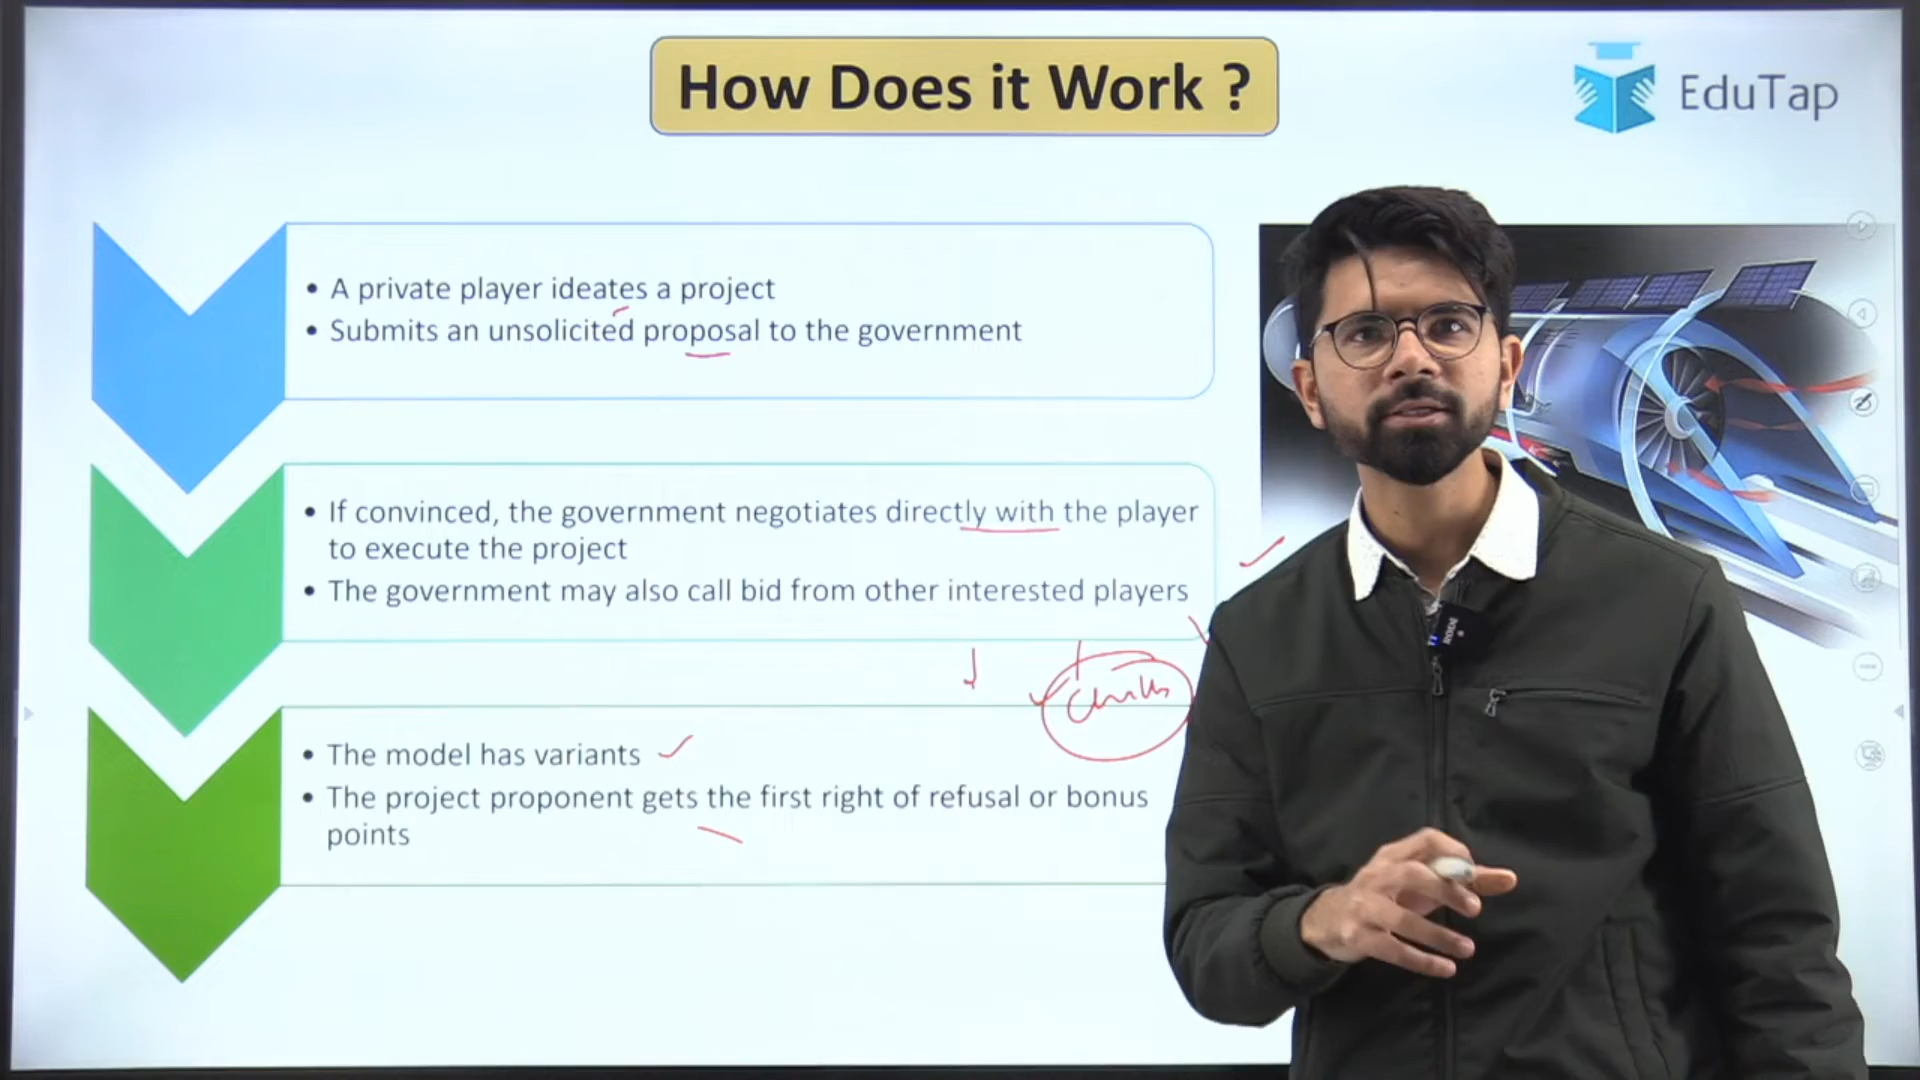 How Does it Work ?
EduTap
• A private player ideates a project
• Submits an unsolicited proposal to the government
• If convinced, the government negotiates directly with the player
to execute the project
• The government may also call bid from other interested players
• The model has variants
• The project proponent gets the first right of refusal or bonus
points
RODE